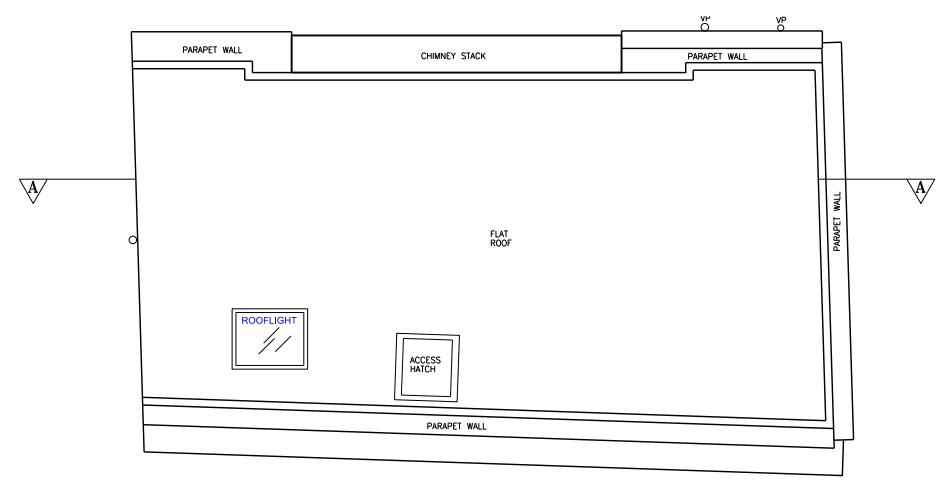 VP
VP
PARAPET WALL
CHIMNEY STACK
PARAPET WALL
A
A
PARAPET WALL
FLAT
ROOF
ROOFLIGHT
ACCESS
HATCH
PARAPET WALL